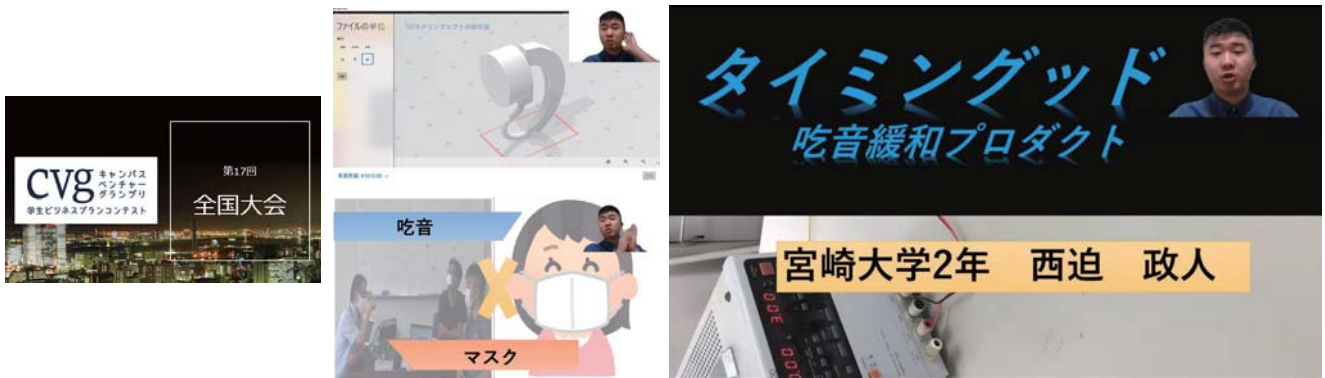 CVG
キャンパス
ベンチャー
グランプリ
学生ビジネスプランコンテスト
第17回
全国大会
ファイルの単位
吃音
X
マスク
タイミングッド
吃音緩和プロダクト
宮崎大学2年 西迫 政人
3.00